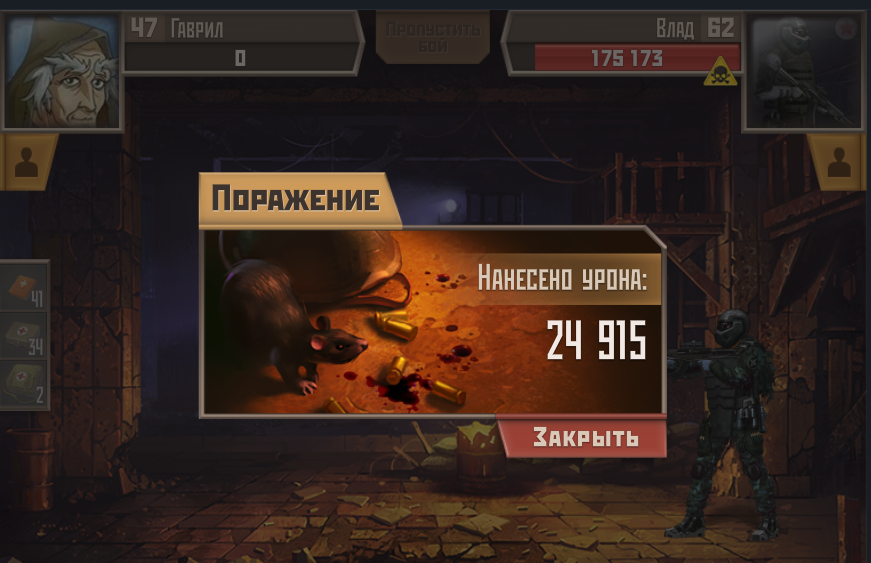 47 Гаврил
0
Пропустить
бой
Влад 62
175 173
Поражение
Нанесено урона:
24 915
41
34
2
Закрыть